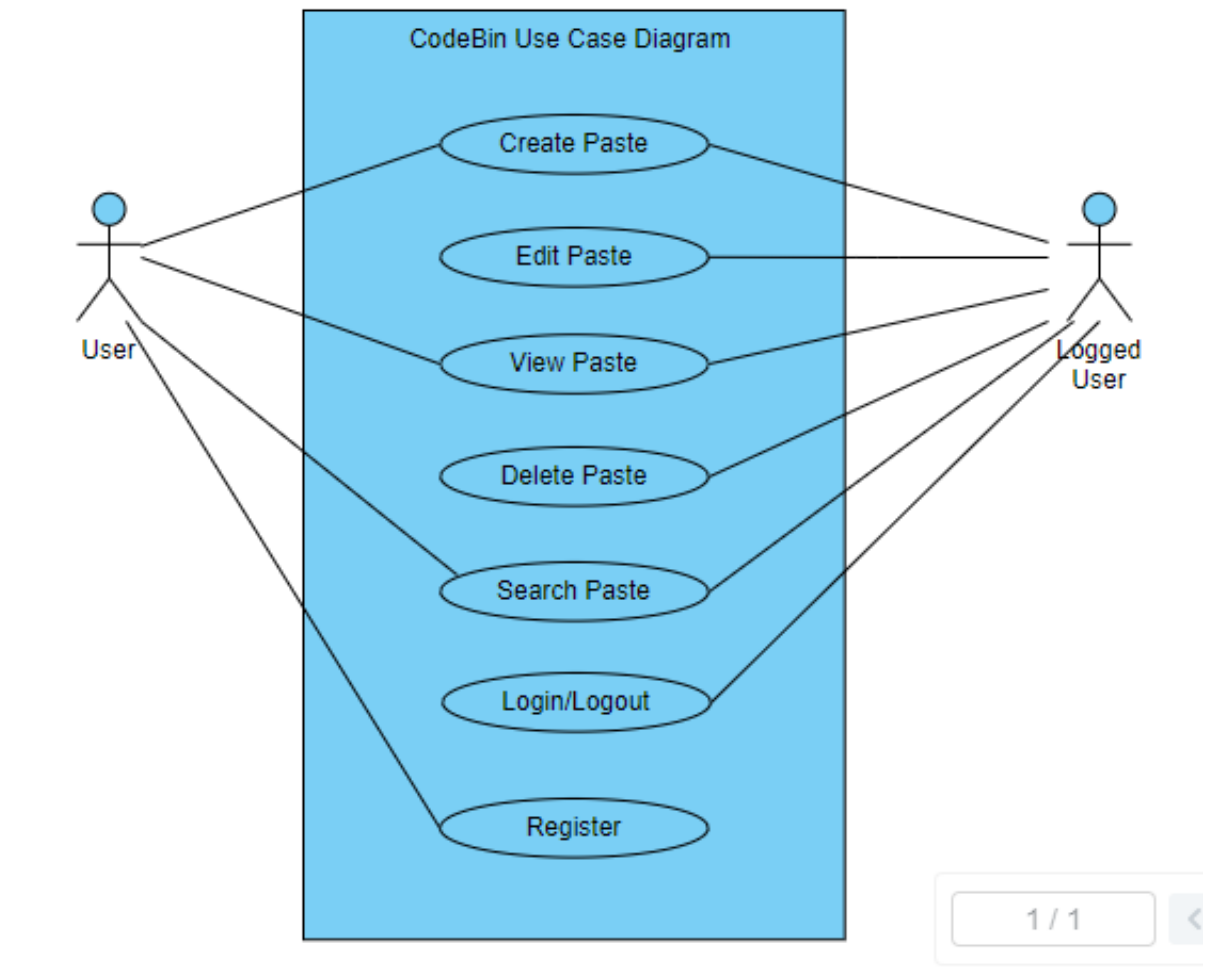 CodeBin Use Case Diagram
Create Paste
Edit Paste
User
View Paste
Logged
User
Delete Paste
Search Paste
Login/Logout
Register
1 / 1